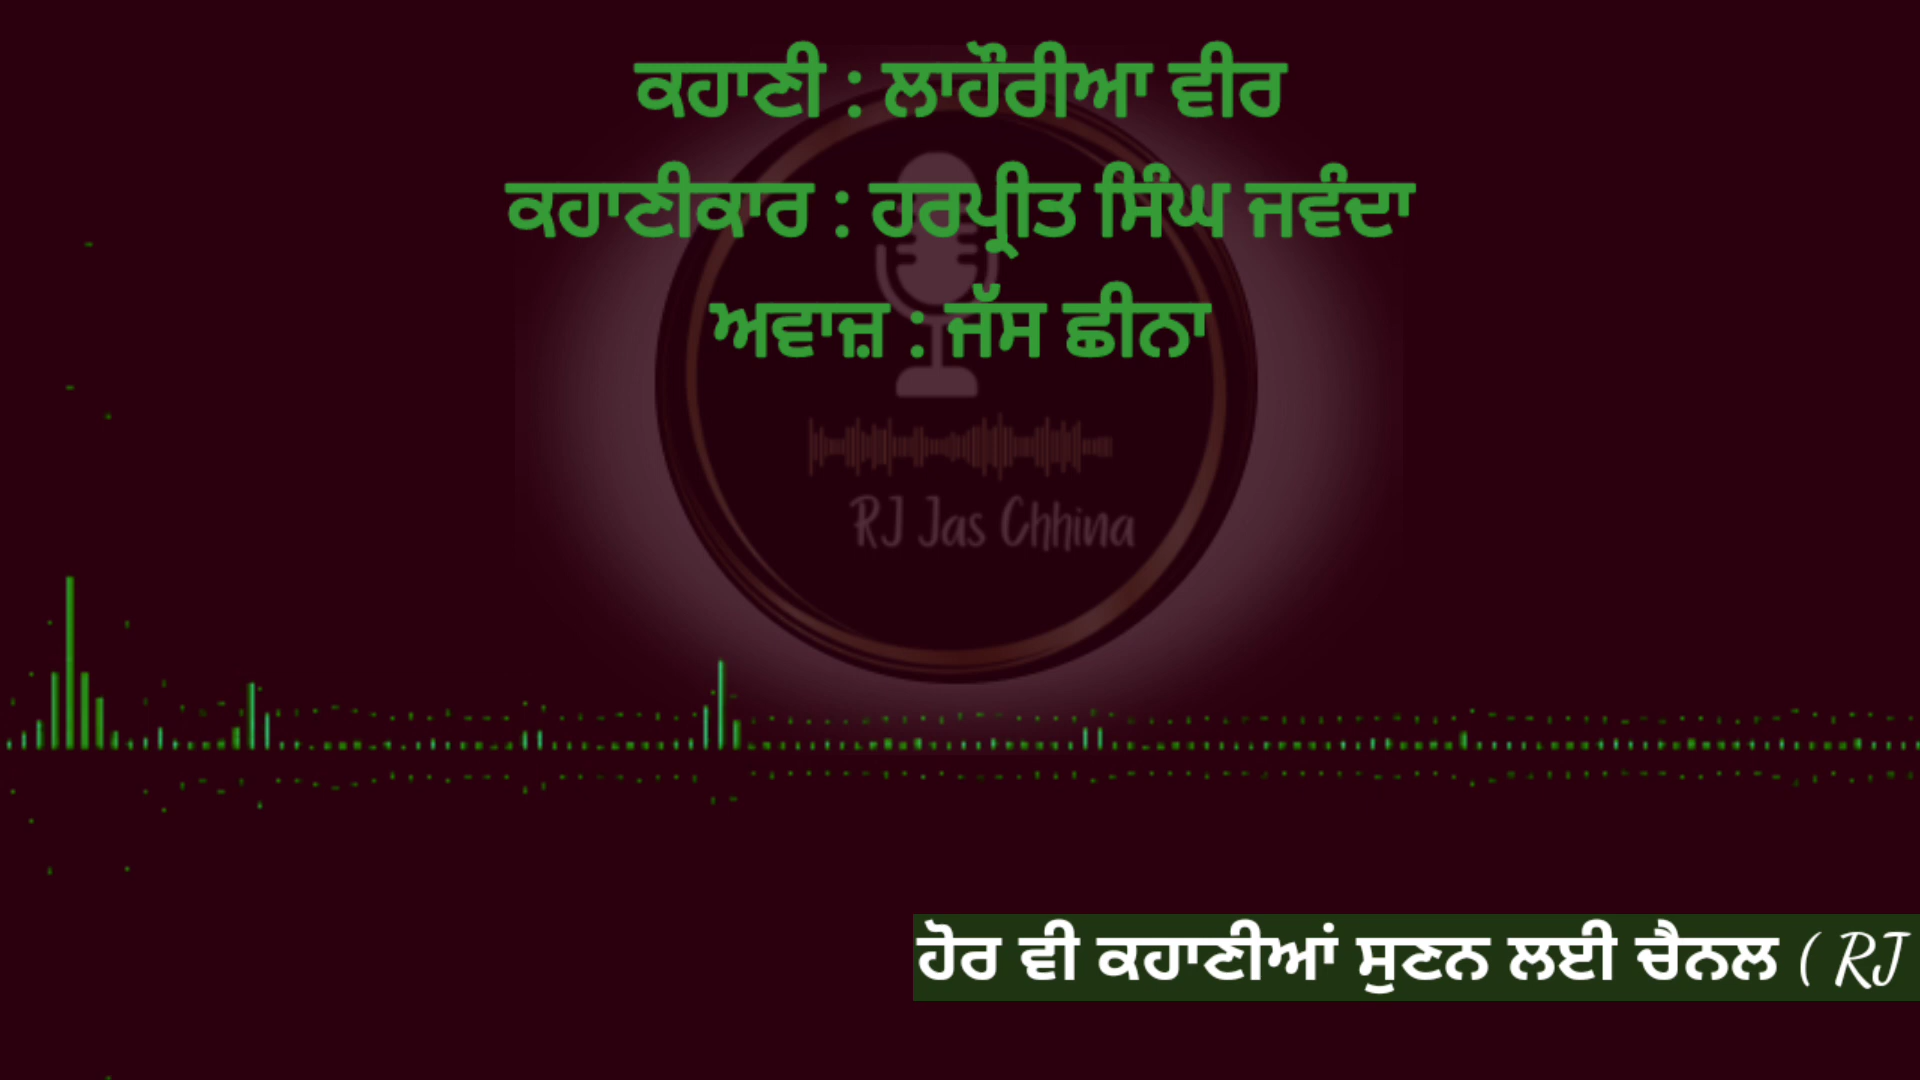 ਕਹਾਣੀ : ਲਾਹੌਰੀਆ ਵੀਰ
ਕਹਾਣੀਕਾਰ : ਹਰਪ੍ਰੀਤ ਸਿੰਘ ਜਵੰਦਾ
ਅਵਾਜ਼ : ਜੱਸ ਛੀਨਾ
RJ Jas Chhina
ਹੋਰ ਵੀ ਕਹਾਣੀਆਂ ਸੁਣਨ ਲਈ ਚੈਨਲ ( RJ